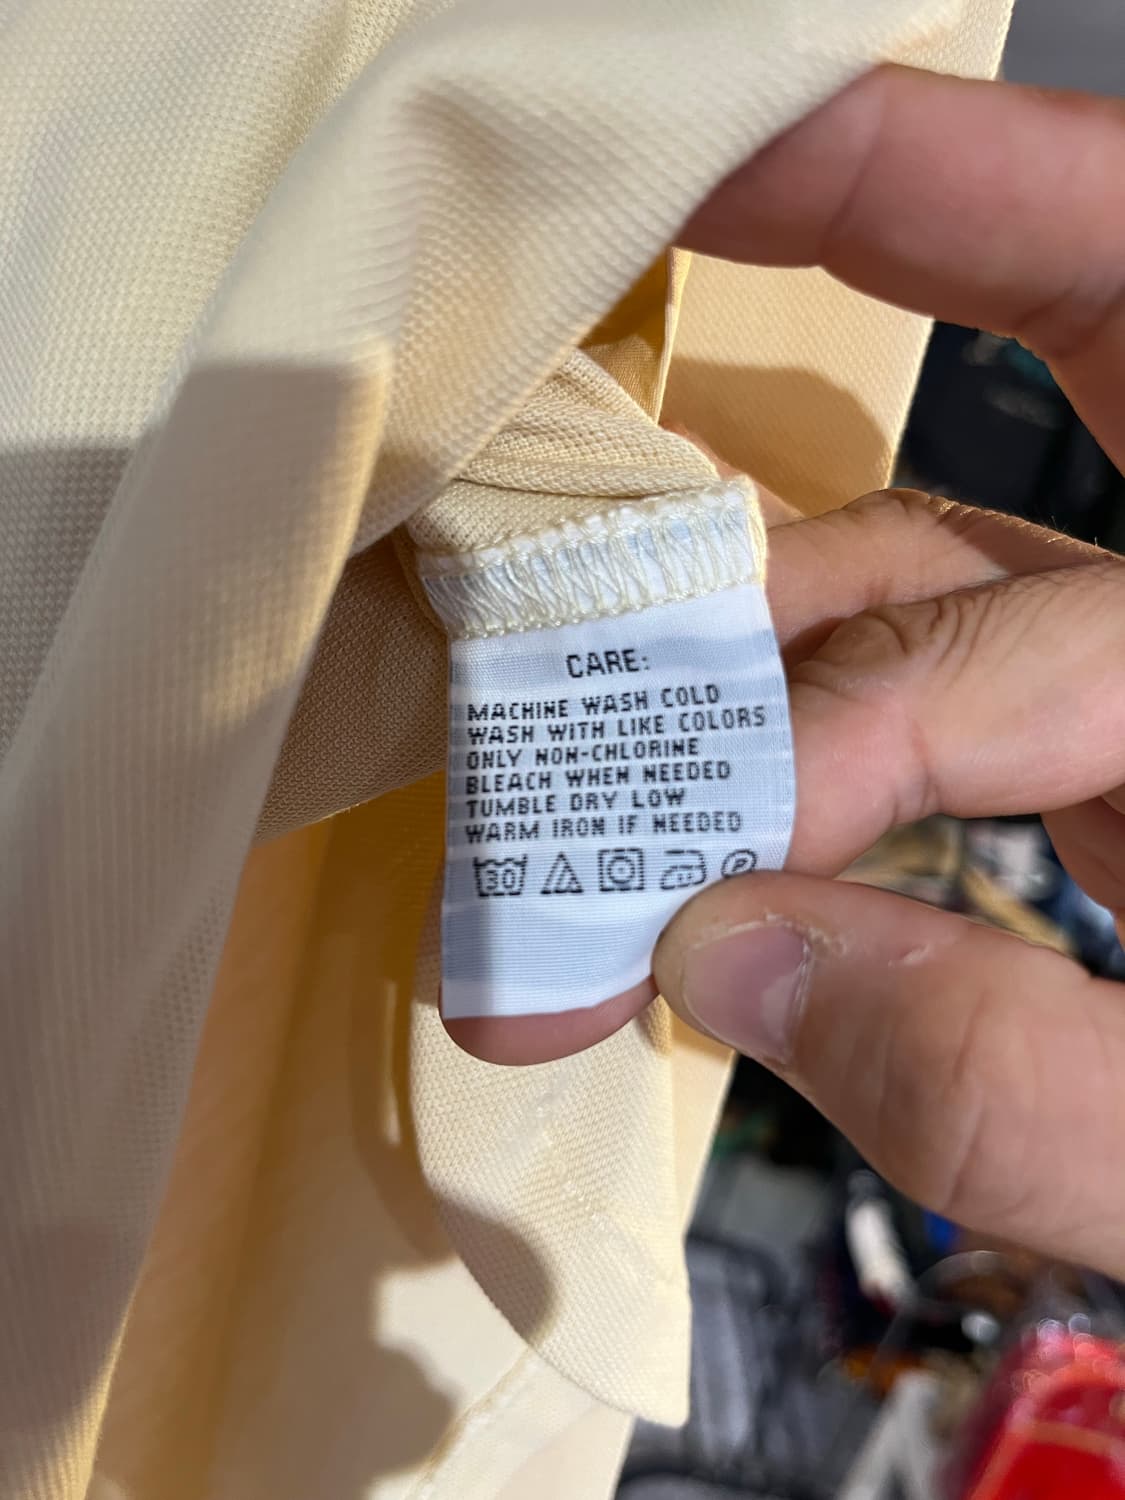 CARE:
MACHINE WASH COLD
WASH WITH LIKE COLORS
ONLY NON-CHLORINE
BLEACH WHEN NEEDED
TUMBLE DRY LOW
WARM IRON IF NEEDED
30 P